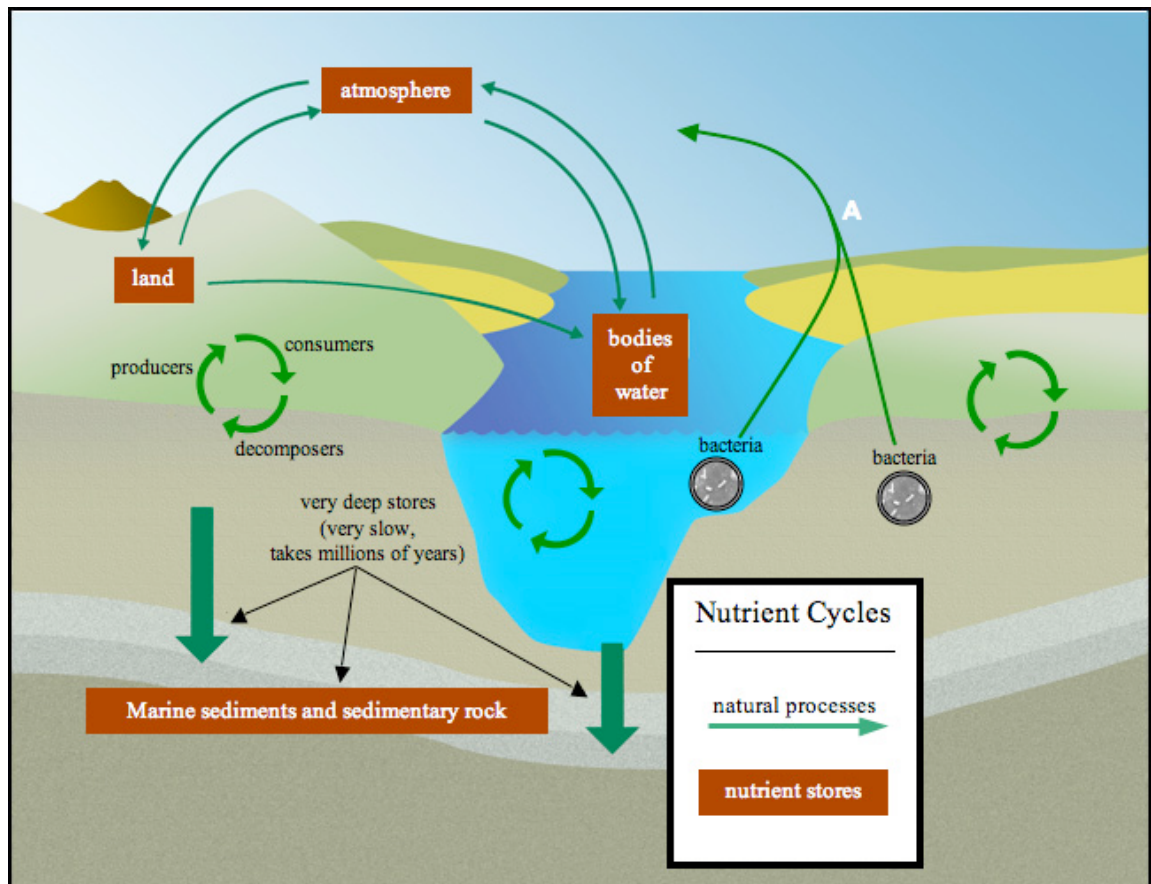 atmosphere
A
land
bodies
of
water
consumers
producers
decomposers
bacteria
bacteria
very deep stores
(very slow,
takes millions of years)
Marine sediments and sedimentary rock
Nutrient Cycles
natural processes
nutrient stores